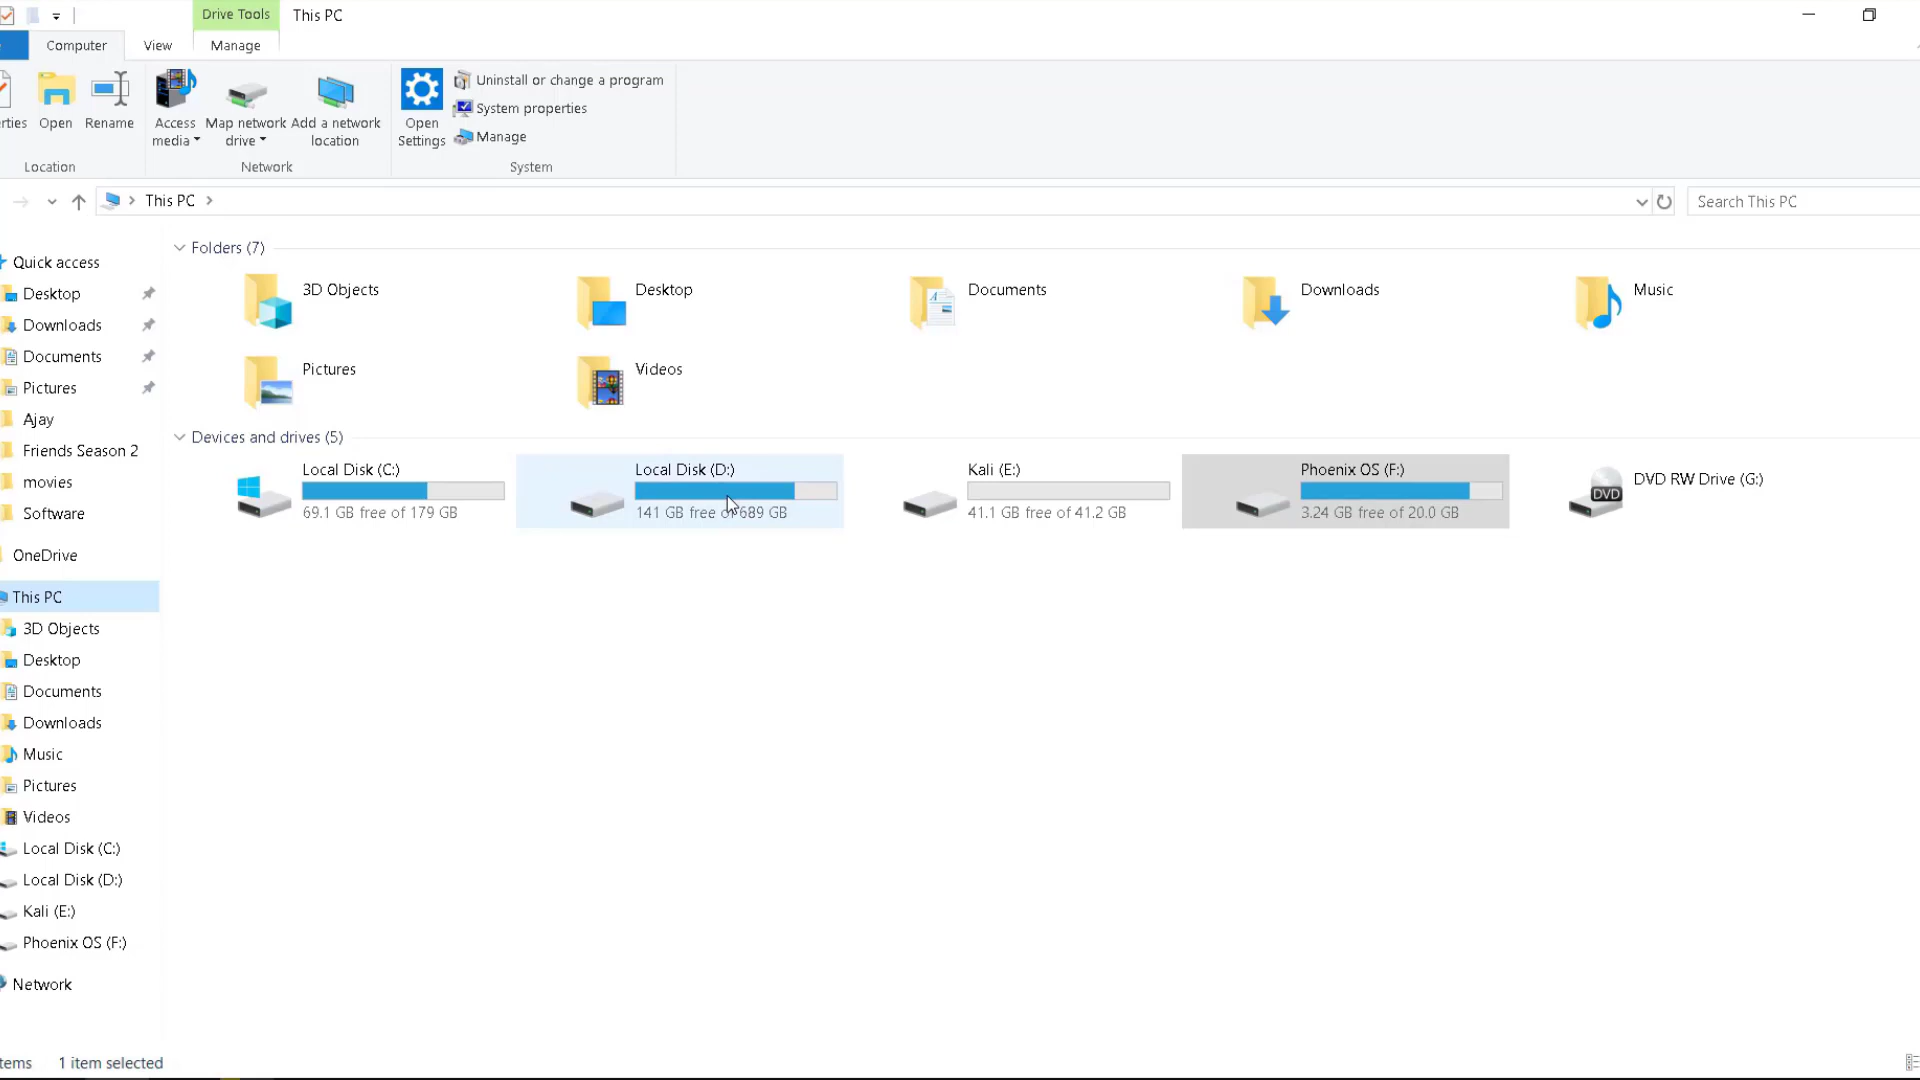 Drive Tools
This PC
Computer
View
Manage
rties
Open
Rename
Access media
Map network drive
Add a network location
Open Settings
Uninstall or change a program
System properties
Manage
Location
Network
System
This PC
Search This PC
Quick access
Desktop
Downloads
Documents
Pictures
Ajay
Friends Season 2
movies
Software
OneDrive
This PC
3D Objects
Desktop
Documents
Downloads
Music
Pictures
Videos
Local Disk (C:)
Local Disk (D:)
Kali (E:)
Phoenix OS (F:)
Network
Folders (7)
3D Objects
Desktop
Documents
Downloads
Music
Pictures
Videos
Devices and drives (5)
Local Disk (C:)
69.1 GB free of 179 GB
Local Disk (D:)
141 GB free of 689 GB
Kali (E:)
41.1 GB free of 41.2 GB
Phoenix OS (F:)
3.24 GB free of 20.0 GB
DVD RW Drive (G:)
DVD
tems
1 item selected